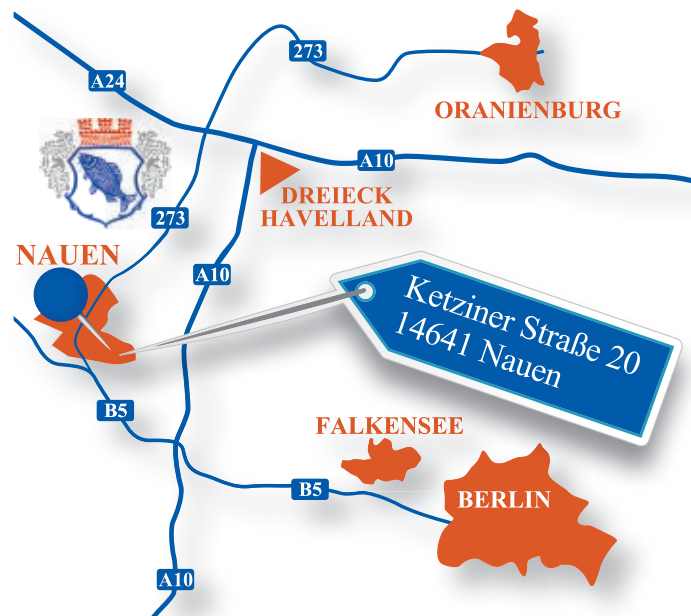 273
A24
ORANIENBURG
A10
DREIECK
HAVELLAND
273
NAUEN
A10
Ketziner Straße 20
14641 Nauen
B5
FALKENSEE
B5
BERLIN
A10